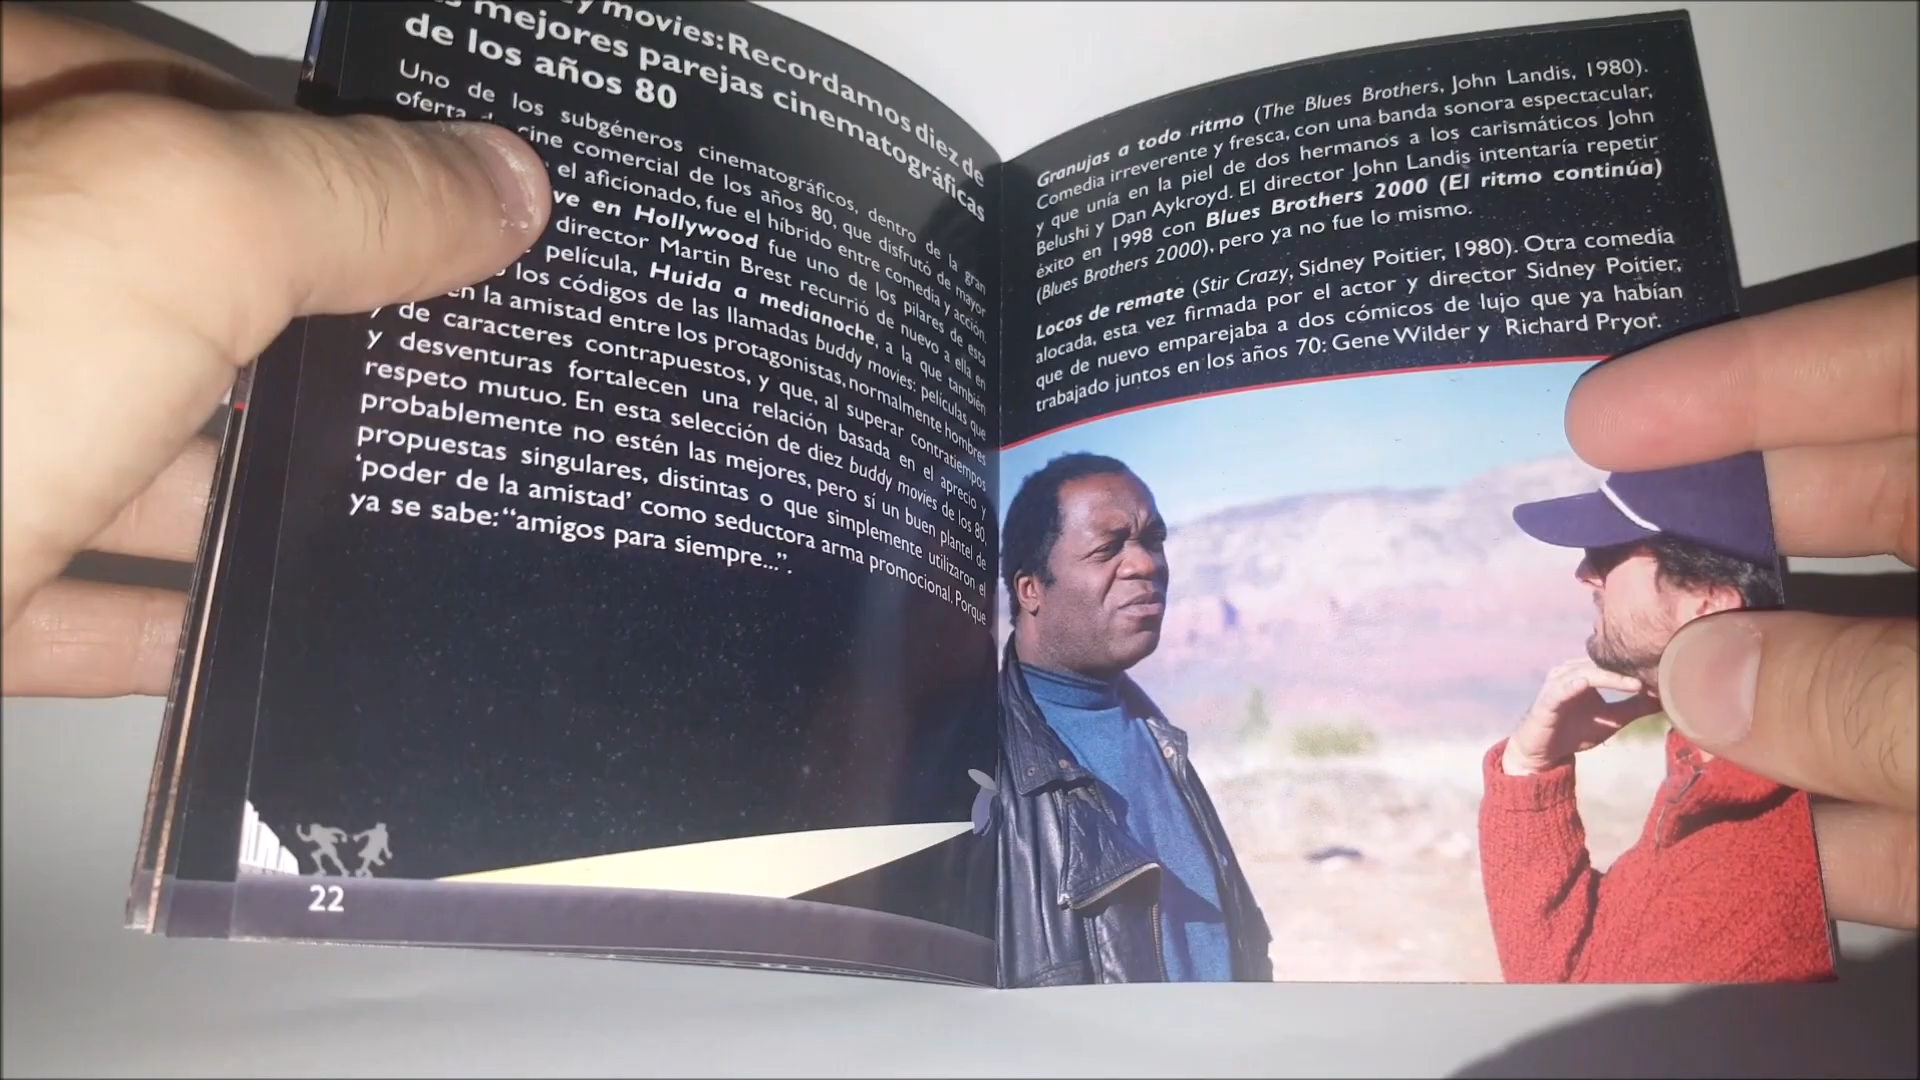 y movies: Recordamos diez de
mejores parejas cinematográficas
de los años 80
Uno de los subgéneros cinematográficos, dentro de la gran
oferta de cine comercial de los años 80, que disfrutó de mayor
el aficionado, fue el híbrido entre comedia y acción.
ve en Hollywood fue uno de los pilares de esta
director Martin Brest recurrió de nuevo a ella en
película, Huida a medianoche, a la que también
los códigos de las llamadas buddy movies: películas que
en la amistad entre los protagonistas, normalmente hombres
de caracteres contrapuestos, y que, al superar contratiempos
y desventuras fortalecen una relación basada en el aprecio y
respeto mutuo. En esta selección de diez buddy movies de los 80,
probablemente no estén las mejores, pero sí un buen plantel de
propuestas singulares, distintas o que simplemente utilizaron el
‘poder de la amistad’ como seductora arma promocional. Porque
ya se sabe: “amigos para siempre...”.
22
Granujas a todo ritmo (The Blues Brothers, John Landis, 1980).
Comedia irreverente y fresca, con una banda sonora espectacular,
y que unía en la piel de dos hermanos a los carismáticos John
Belushi y Dan Aykroyd. El director John Landis intentaría repetir
éxito en 1998 con Blues Brothers 2000 (El ritmo continúa)
(Blues Brothers 2000), pero ya no fue lo mismo.
Locos de remate (Stir Crazy, Sidney Poitier, 1980). Otra comedia
alocada, esta vez firmada por el actor y director Sidney Poitier,
que de nuevo emparejaba a dos cómicos de lujo que ya habían
trabajado juntos en los años 70: Gene Wilder y Richard Pryor.